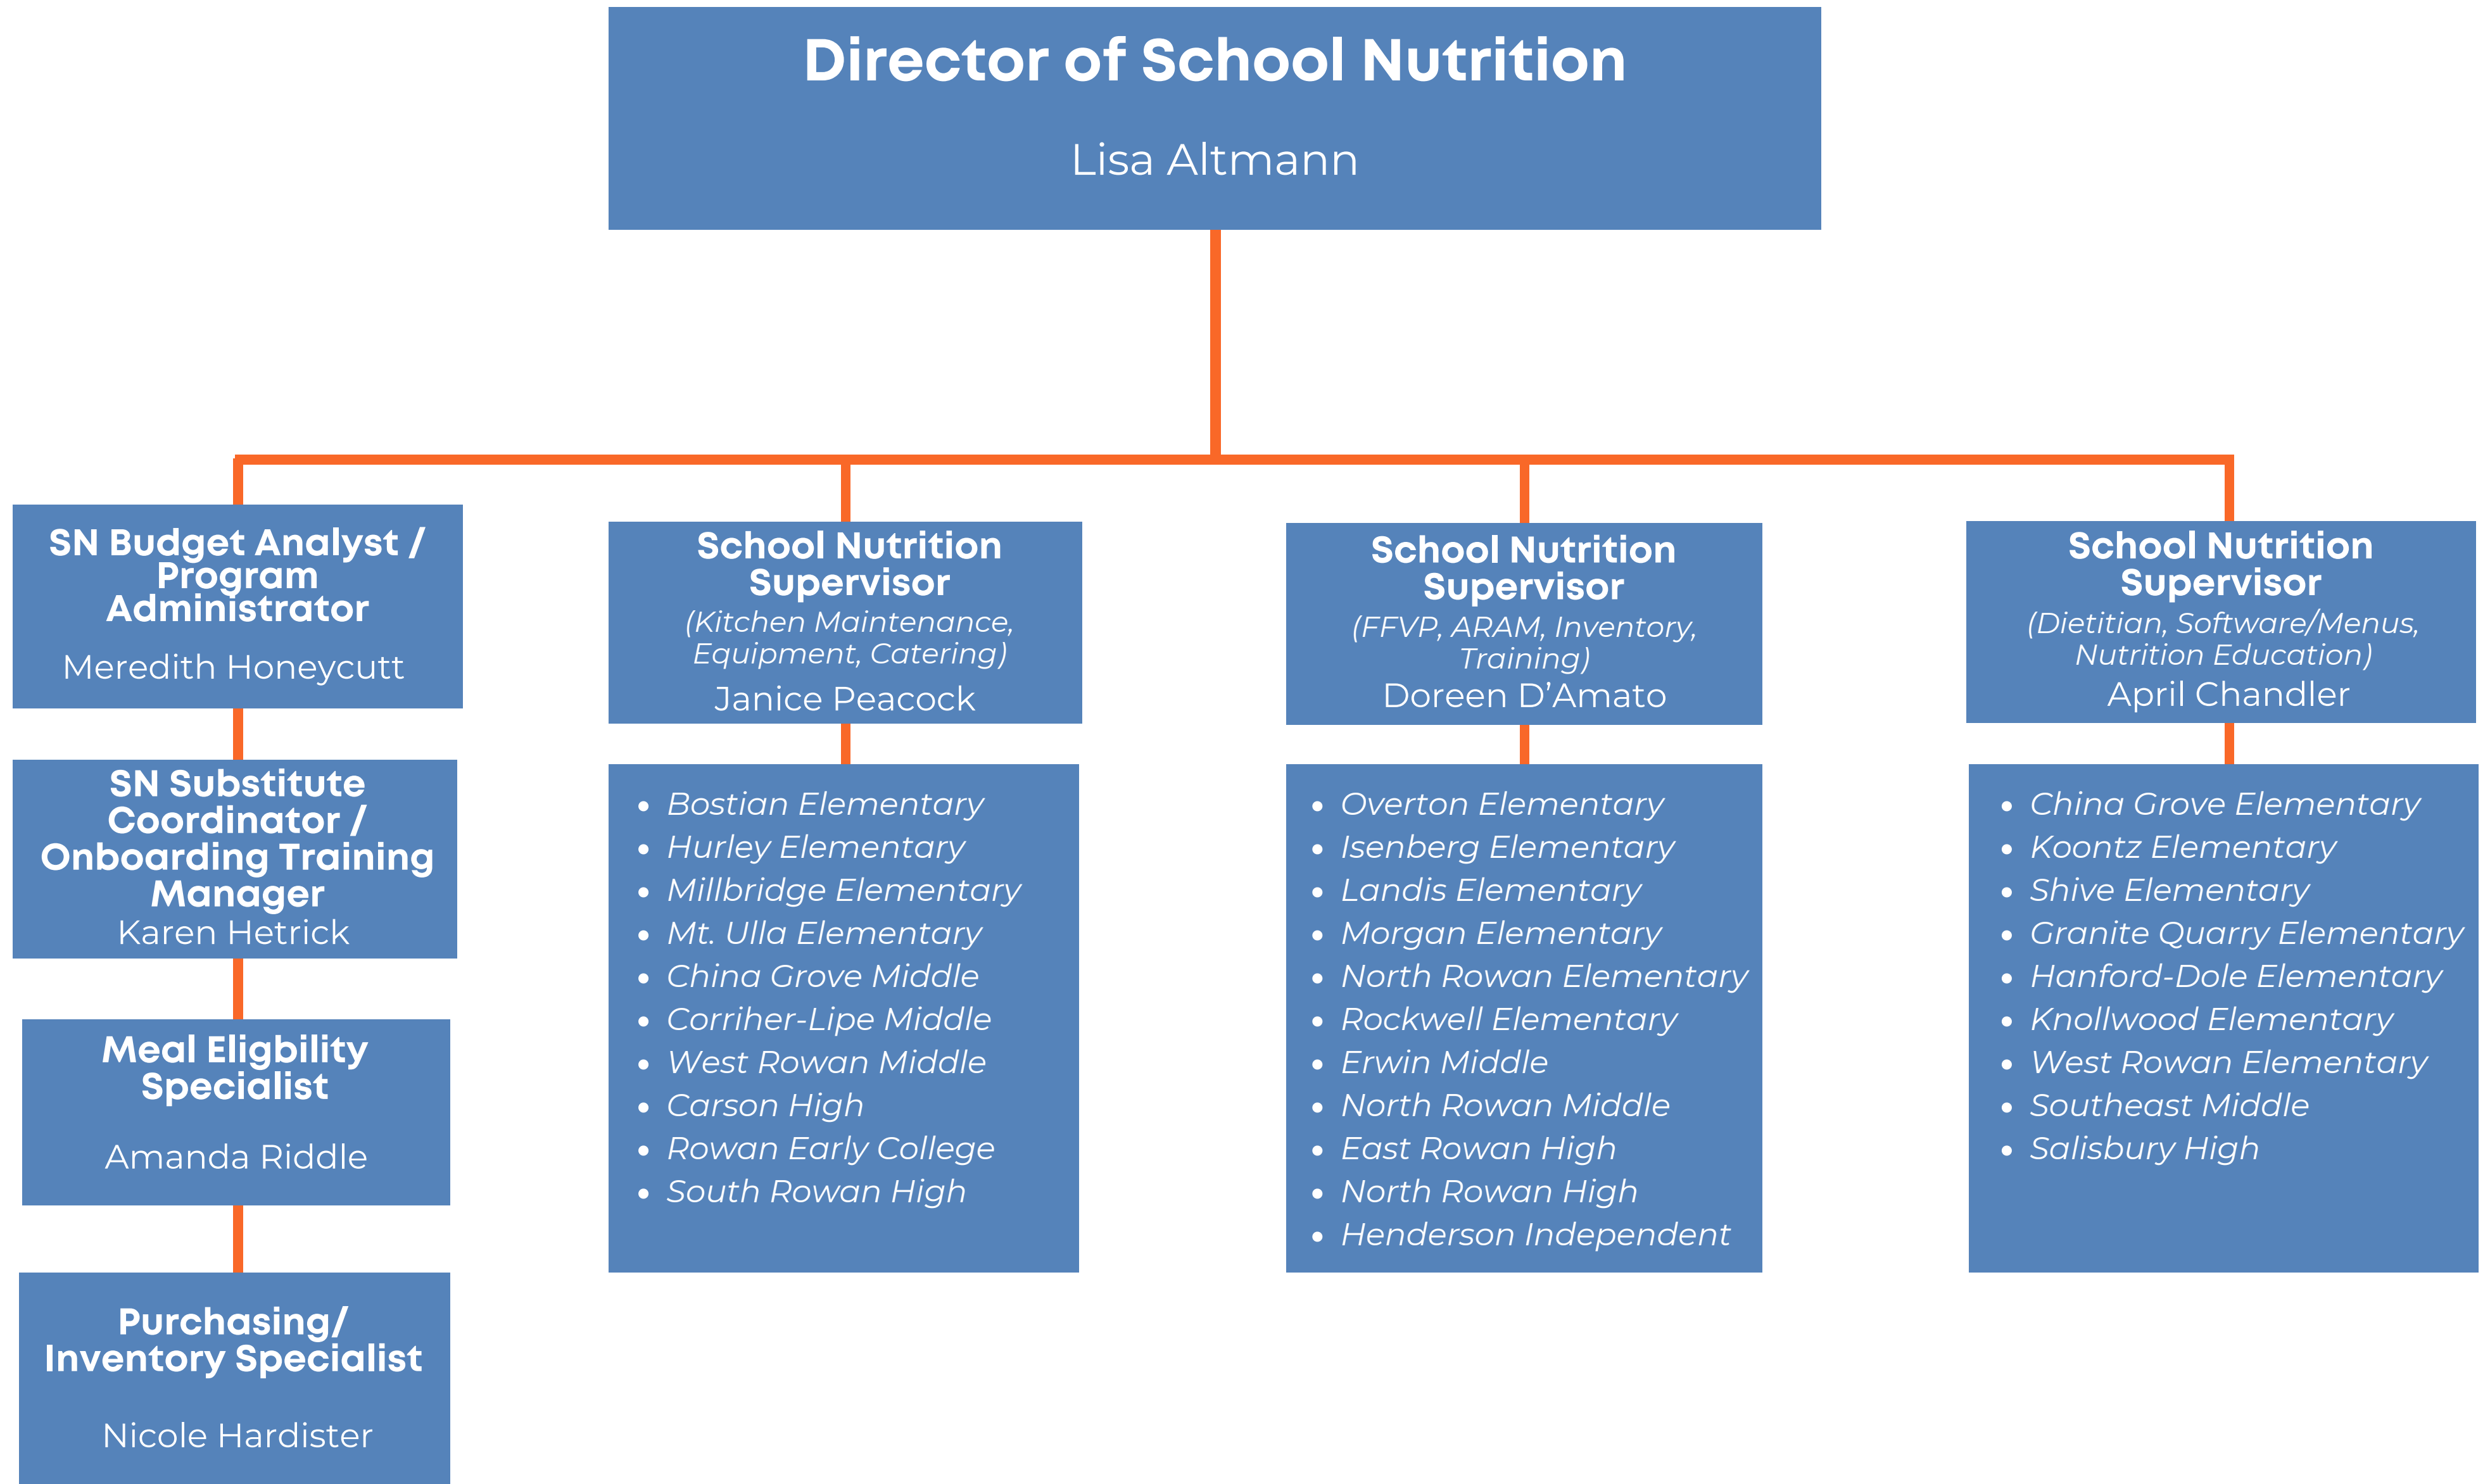 Director of School Nutrition
Lisa Altmann
SN Budget Analyst /
Program
Administrator
Meredith Honeycutt
SN Substitute
Coordinator /
Onboarding Training
Manager
Karen Hetrick
Meal Eligbility
Specialist
Amanda Riddle
Purchasing/
Inventory Specialist
Nicole Hardister
School Nutrition
Supervisor
(Kitchen Maintenance,
Equipment, Catering)
Janice Peacock
• Bostian Elementary
• Hurley Elementary
• Millbridge Elementary
• Mt. Ulla Elementary
• China Grove Middle
• Corriher-Lipe Middle
• West Rowan Middle
• Carson High
• Rowan Early College
• South Rowan High
School Nutrition
Supervisor
(FFVP, ARAM, Inventory,
Training)
Doreen D’Amato
• Overton Elementary
• Isenberg Elementary
• Landis Elementary
• Morgan Elementary
• North Rowan Elementary
• Rockwell Elementary
• Erwin Middle
• North Rowan Middle
• East Rowan High
• North Rowan High
• Henderson Independent
School Nutrition
Supervisor
(Dietitian, Software/Menus,
Nutrition Education)
April Chandler
• China Grove Elementary
• Koontz Elementary
• Shive Elementary
• Granite Quarry Elementary
• Hanford-Dole Elementary
• Knollwood Elementary
• West Rowan Elementary
• Southeast Middle
• Salisbury High